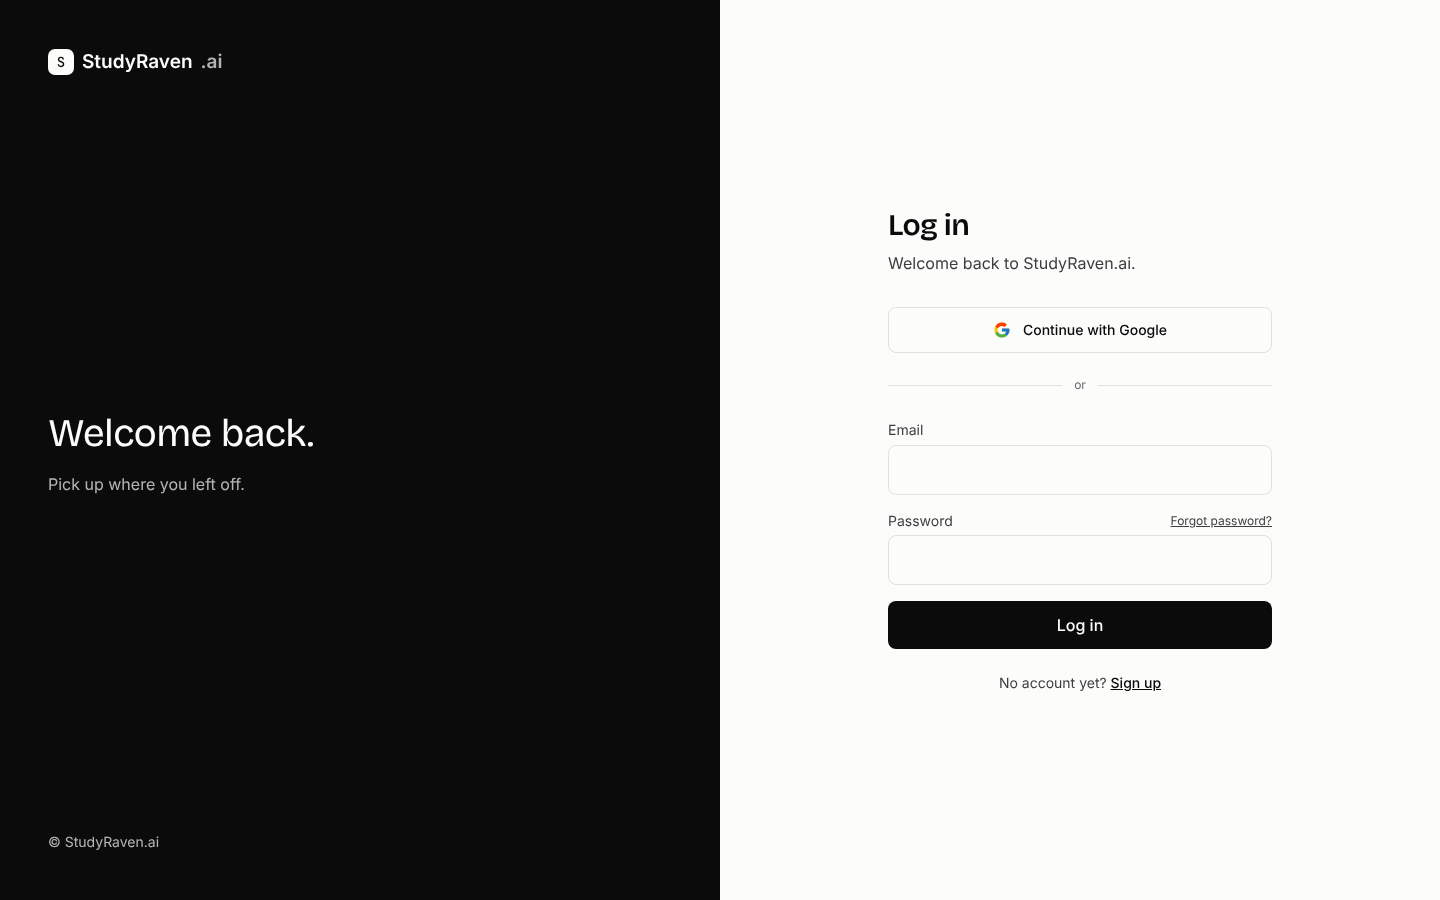 S StudyRaven .ai
Welcome back.
Pick up where you left off.
© StudyRaven.ai
Log in
Welcome back to StudyRaven.ai.
Continue with Google
or
Email
Password Forgot password?
Log in
No account yet? Sign up